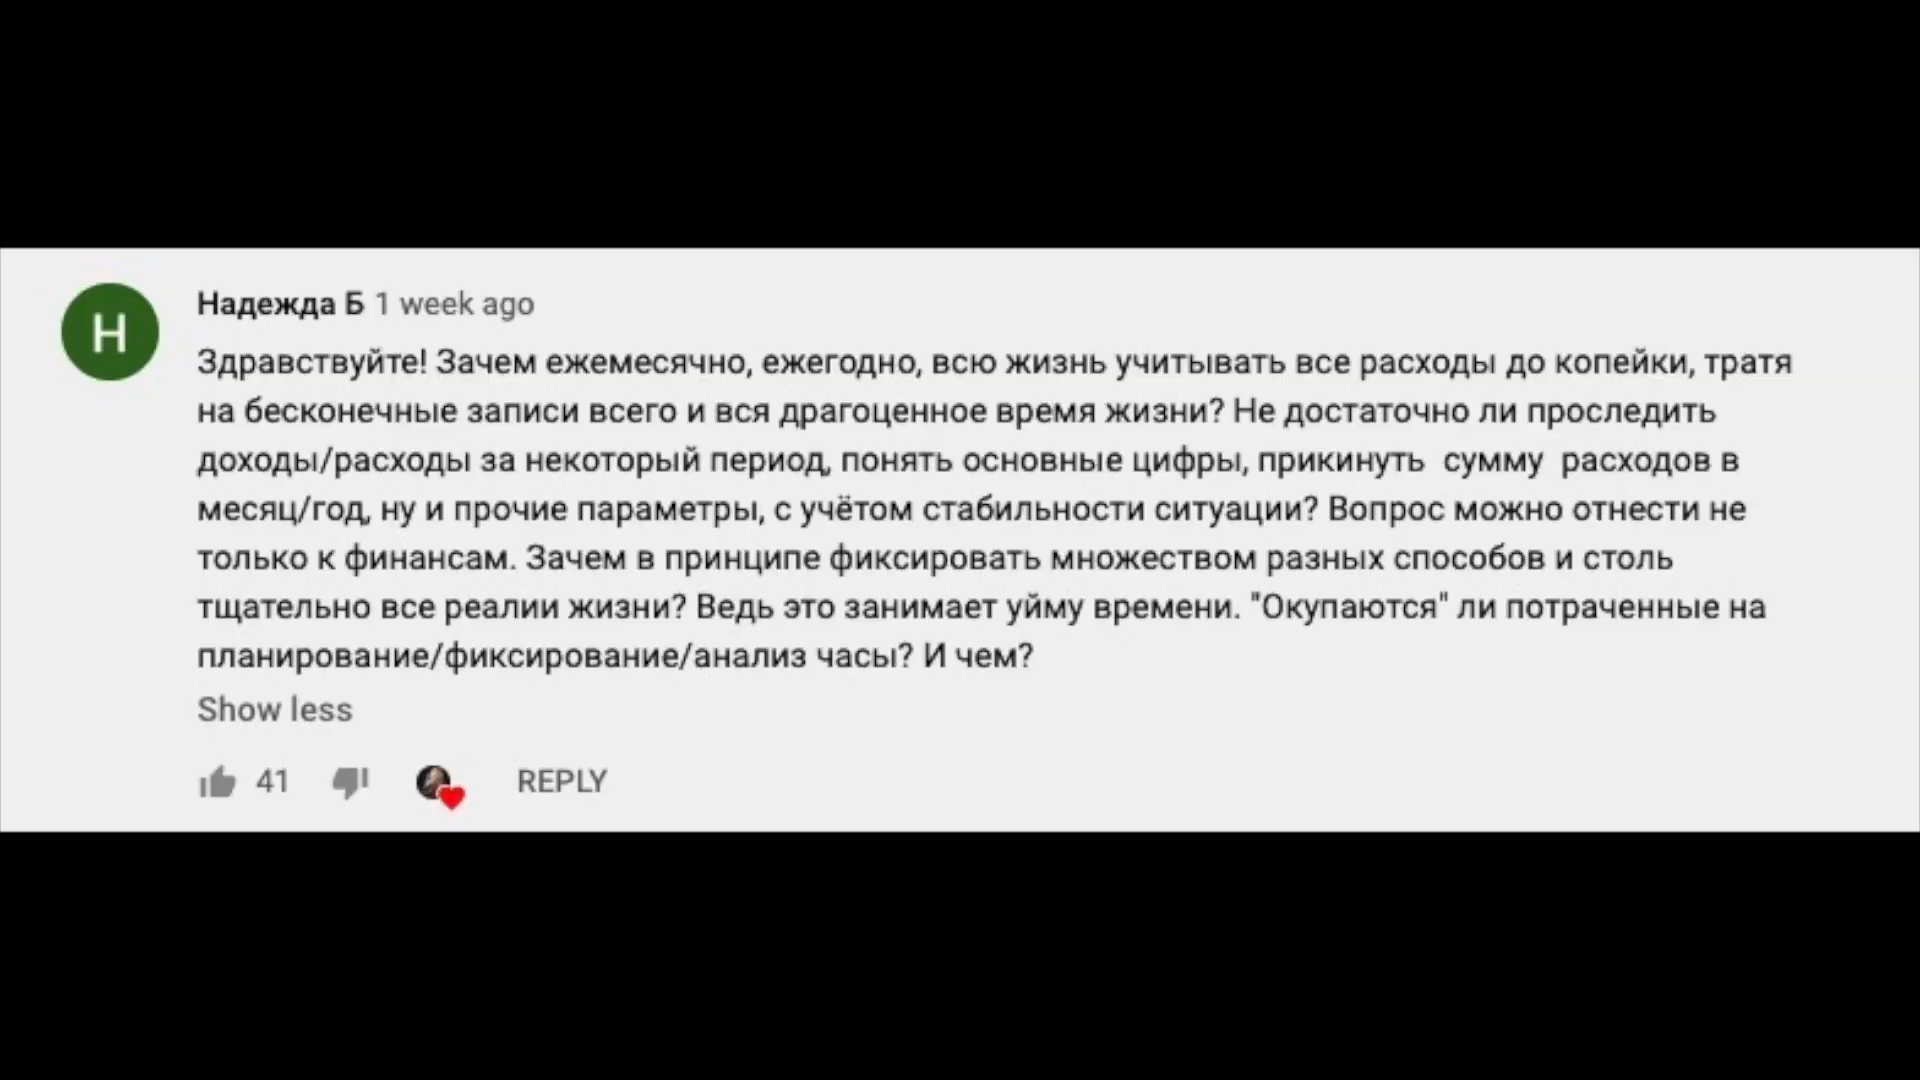 Н
Надежда Б 1 week ago
Здравствуйте! Зачем ежемесячно, ежегодно, всю жизнь учитывать все расходы до копейки, тратя
на бесконечные записи всего и вся драгоценное время жизни? Не достаточно ли проследить
доходы/расходы за некоторый период, понять основные цифры, прикинуть сумму расходов в
месяц/год, ну и прочие параметры, с учётом стабильности ситуации? Вопрос можно отнести не
только к финансам. Зачем в принципе фиксировать множеством разных способов и столь
тщательно все реалии жизни? Ведь это занимает уйму времени. "Окупаются" ли потраченные на
планирование/фиксирование/анализ часы? И чем?
Show less
41 REPLY